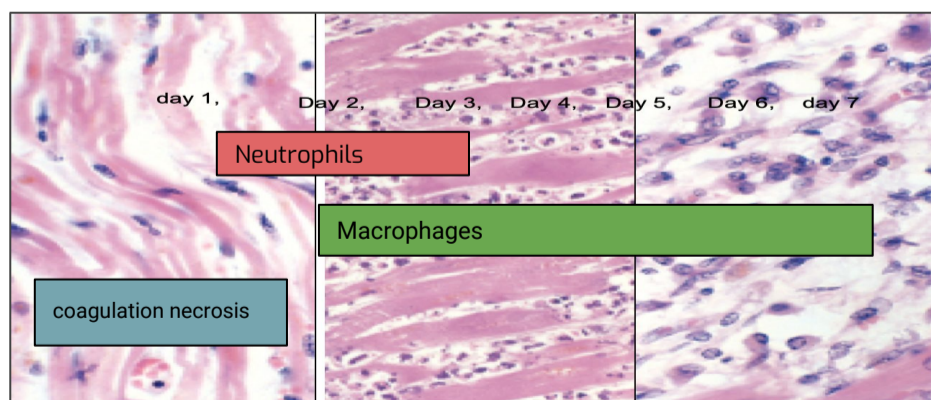 day 1, Day 2, Day 3, Day 4, Day 5, Day 6, day 7
Neutrophils
Macrophages
coagulation necrosis